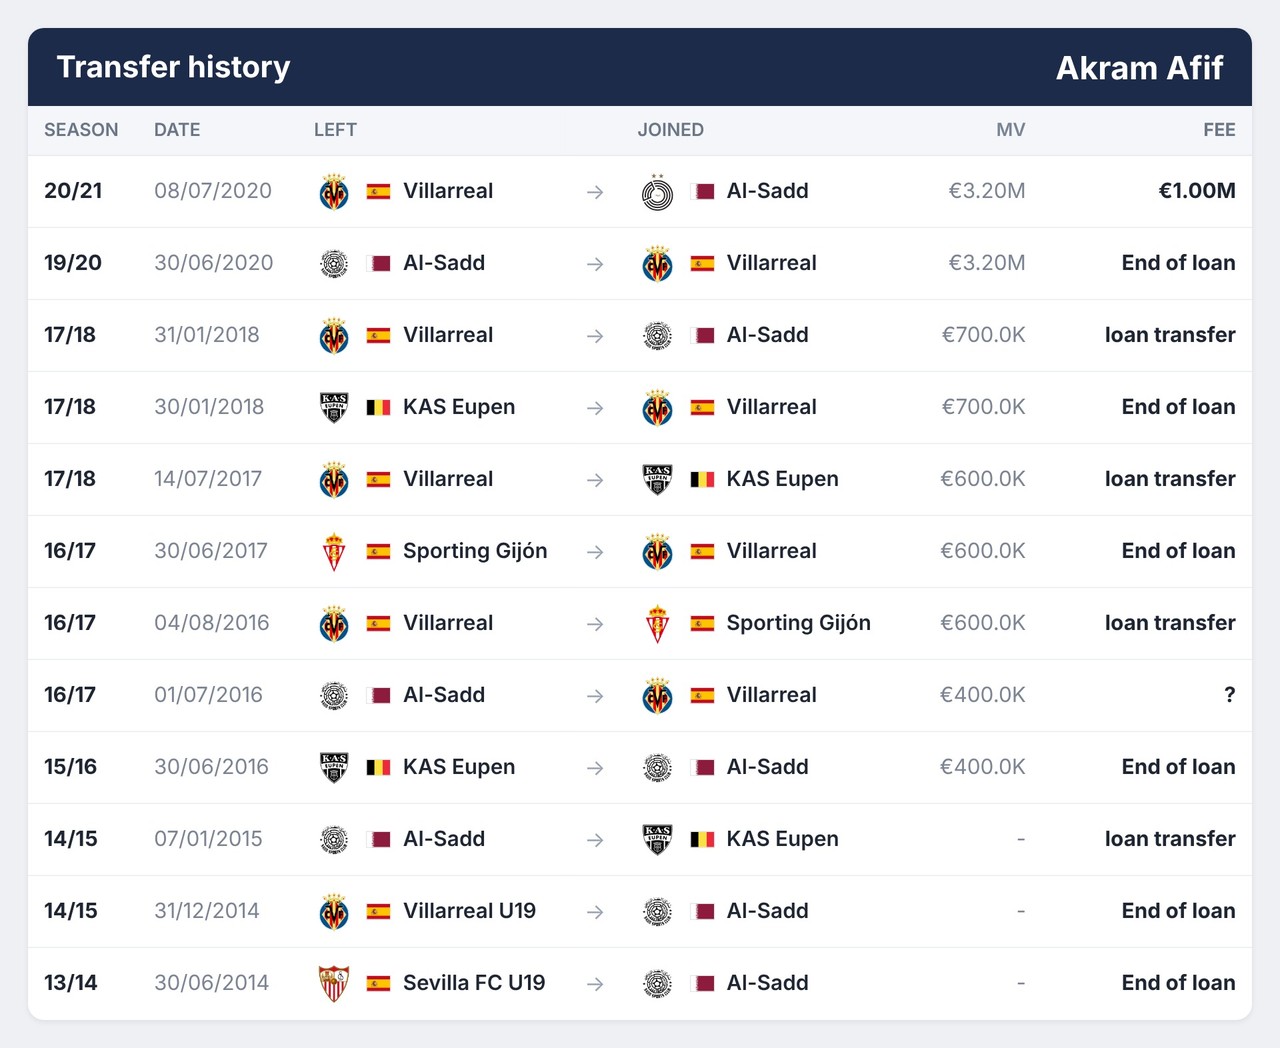 Transfer history Akram Afif
SEASON DATE LEFT JOINED MV FEE
20/21 08/07/2020 Villarreal → Al-Sadd €3.20M €1.00M
19/20 30/06/2020 Al-Sadd → Villarreal €3.20M End of loan
17/18 31/01/2018 Villarreal → Al-Sadd €700.0K loan transfer
17/18 30/01/2018 KAS Eupen → Villarreal €700.0K End of loan
17/18 14/07/2017 Villarreal → KAS Eupen €600.0K loan transfer
16/17 30/06/2017 Sporting Gijón → Villarreal €600.0K End of loan
16/17 04/08/2016 Villarreal → Sporting Gijón €600.0K loan transfer
16/17 01/07/2016 Al-Sadd → Villarreal €400.0K ?
15/16 30/06/2016 KAS Eupen → Al-Sadd €400.0K End of loan
14/15 07/01/2015 Al-Sadd → KAS Eupen - loan transfer
14/15 31/12/2014 Villarreal U19 → Al-Sadd - End of loan
13/14 30/06/2014 Sevilla FC U19 → Al-Sadd - End of loan